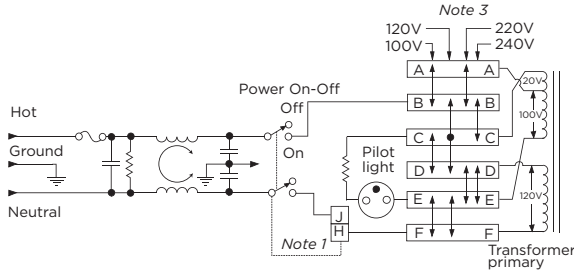 Note 3
120V 220V
100V 240V
A A
20V
Power On-Off
Off
B B
100V
Hot
C C
On
Pilot
light
Ground
D D
E E
120V
Neutral
J
Note 1
H
F F
Transformer
primary